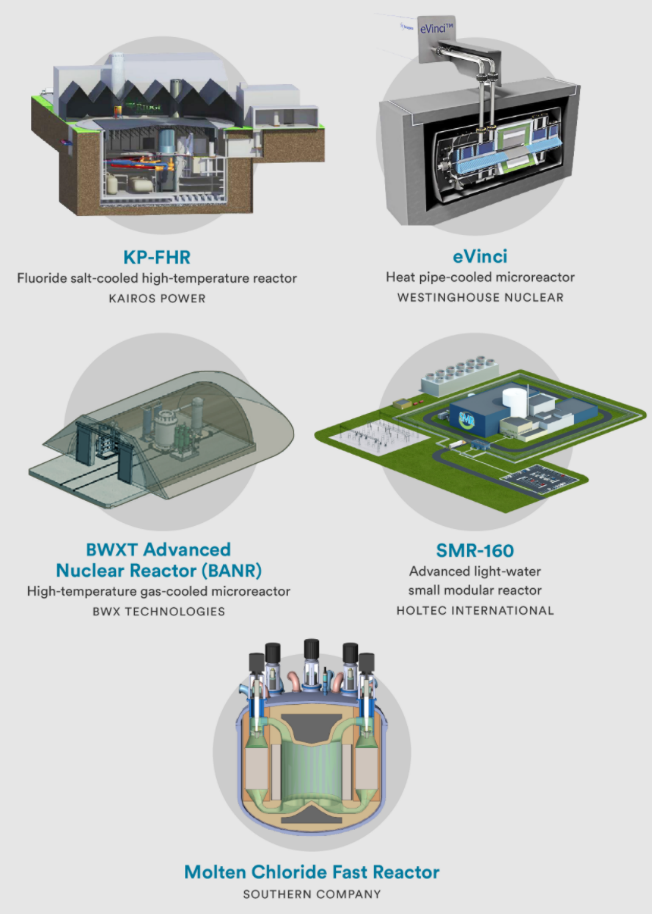 eVinci™
KP-FHR
Fluoride salt-cooled high-temperature reactor
KAIROS POWER
eVinci
Heat pipe-cooled microreactor
WESTINGHOUSE NUCLEAR
BWXT Advanced
Nuclear Reactor (BANR)
High-temperature gas-cooled microreactor
BWX TECHNOLOGIES
SMR-160
Advanced light-water
small modular reactor
HOLTEC INTERNATIONAL
Molten Chloride Fast Reactor
SOUTHERN COMPANY